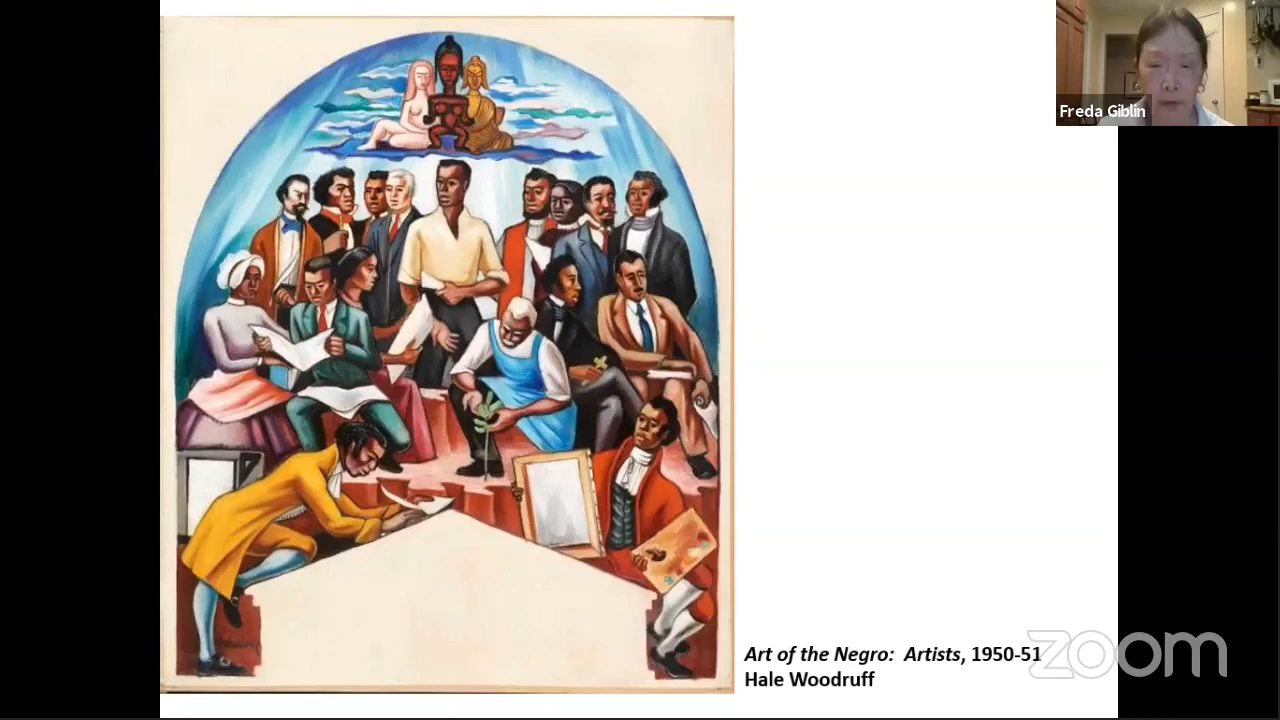 Freda Giblin
Art of the Negro: Artists, 1950-51
Hale Woodruff
zoom